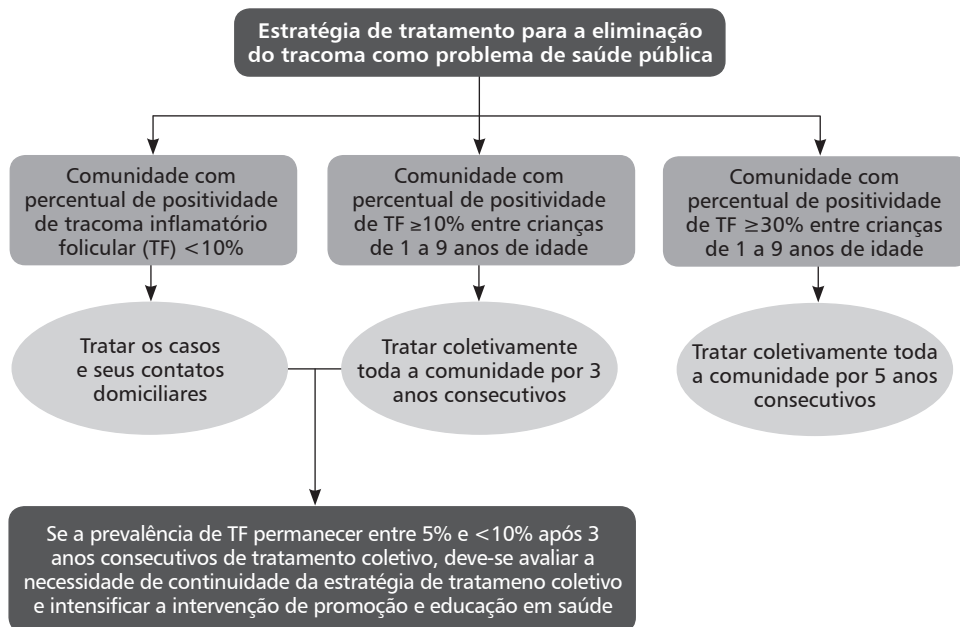 Estratégia de tratamento para a eliminação
do tracoma como problema de saúde pública
Comunidade com
percentual de positividade
de tracoma inflamatório
folicular (TF) <10%
Comunidade com
percentual de positividade
de TF ≥10% entre crianças
de 1 a 9 anos de idade
Comunidade com
percentual de positividade
de TF ≥30% entre crianças
de 1 a 9 anos de idade
Tratar os casos
e seus contatos
domiciliares
Tratar coletivamente
toda a comunidade por 3
anos consecutivos
Tratar coletivamente toda
a comunidade por 5 anos
consecutivos
Se a prevalência de TF permanecer entre 5% e <10% após 3
anos consecutivos de tratamento coletivo, deve-se avaliar a
necessidade de continuidade da estratégia de tratameno coletivo
e intensificar a intervenção de promoção e educação em saúde